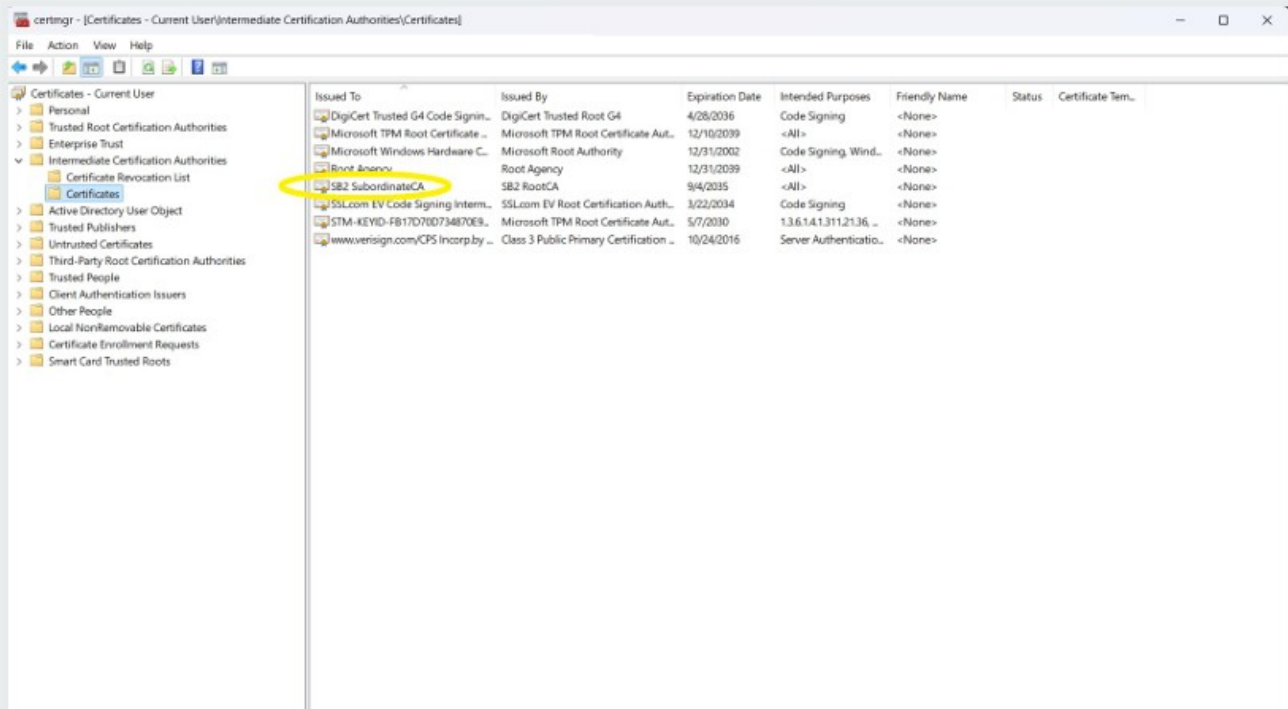 certmgr - [Certificates - Current User\Intermediate Certification Authorities\Certificates]
File Action View Help
Certificates - Current User
Personal
Trusted Root Certification Authorities
Enterprise Trust
Intermediate Certification Authorities
Certificate Revocation List
Certificates
Active Directory User Object
Trusted Publishers
Untrusted Certificates
Third-Party Root Certification Authorities
Trusted People
Client Authentication Issuers
Other People
Local NonRemovable Certificates
Certificate Enrollment Requests
Smart Card Trusted Roots
Issued To Issued By Expiration Date Intended Purposes Friendly Name Status Certificate Tem...
DigiCert Trusted G4 Code Signin... DigiCert Trusted Root G4 4/28/2036 Code Signing <None>
Microsoft TPM Root Certificate ... Microsoft TPM Root Certificate Aut... 12/10/2039 <All> <None>
Microsoft Windows Hardware C... Microsoft Root Authority 12/31/2002 Code Signing, Wind... <None>
Root Agency Root Agency 12/31/2039 <All> <None>
SB2 SubordinateCA SB2 RootCA 9/4/2035 <All> <None>
SSL.com EV Code Signing Interm... SSL.com EV Root Certification Auth... 3/22/2034 Code Signing <None>
STM-KEYID-FB17D70D734870E9... Microsoft TPM Root Certificate Aut... 5/7/2030 1.3.6.1.4.1.311.21.36, ... <None>
www.verisign.com/CPS Incorp.by ... Class 3 Public Primary Certification ... 10/24/2016 Server Authenticatio... <None>